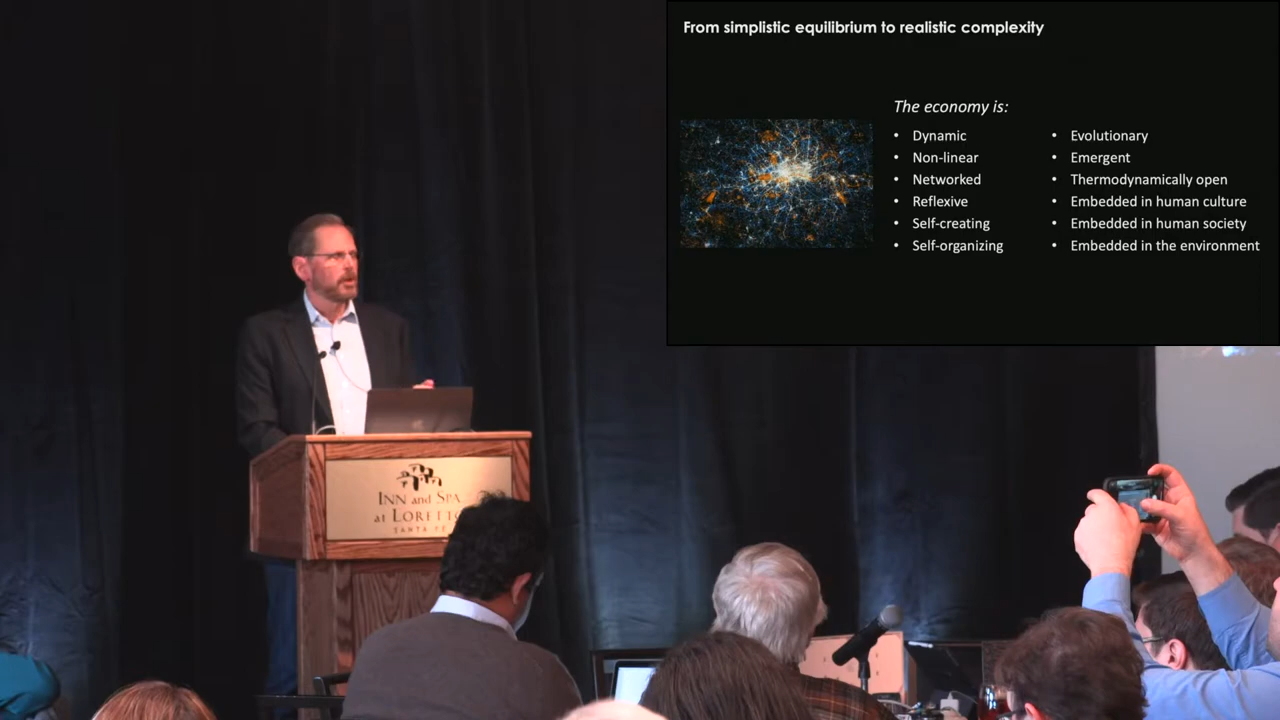 From simplistic equilibrium to realistic complexity
The economy is:
• Dynamic
• Non-linear
• Networked
• Reflexive
• Self-creating
• Self-organizing
• Evolutionary
• Emergent
• Thermodynamically open
• Embedded in human culture
• Embedded in human society
• Embedded in the environment
INN and SPA
at LORETTO
SANTA FE